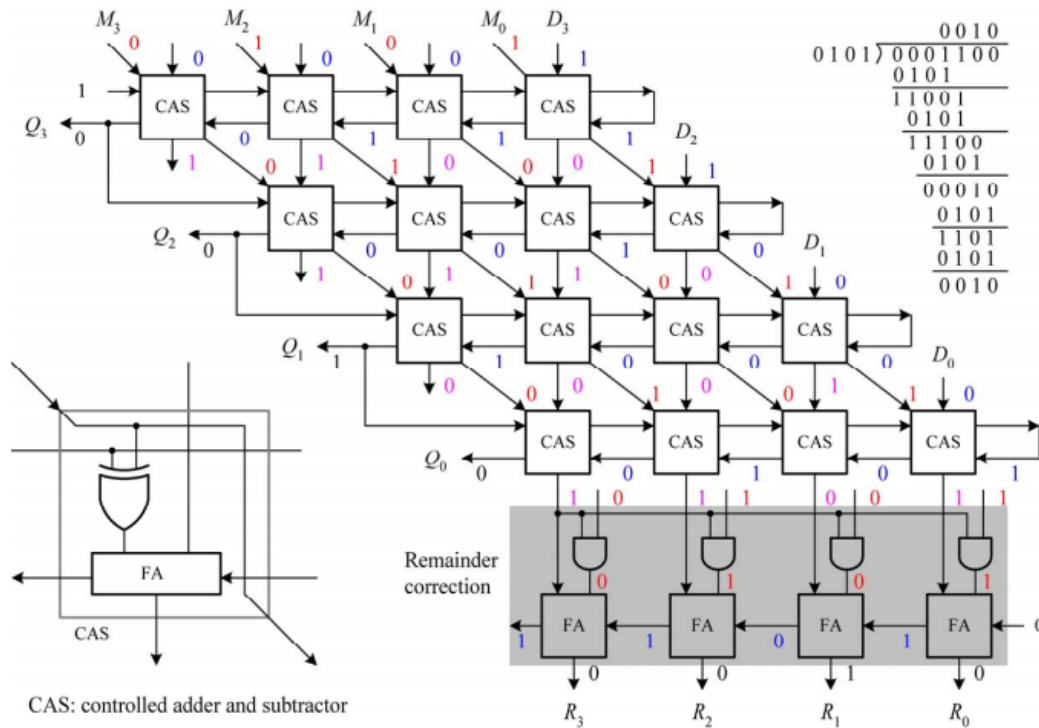 M₃ 0 0 M₂ 1 0 M₁ 0 0 M₀ 1 D₃ 1
1 CAS CAS CAS CAS
Q₃ 0 0 1 1 1
D₂
1 0 1 1 0 0 0 1 1
CAS CAS CAS CAS
Q₂ 0 0 0 1 0
D₁
1 0 1 1 1 0 0 1 0
CAS CAS CAS CAS
Q₁ 1 1 0 0 0
D₀
0 0 0 1 0 0 1 1 0
CAS CAS CAS CAS
Q₀ 0 0 1 0 1
1 0 1 1 0 0 1 1
Remainder
correction
0 1 0 1
FA FA FA FA 0
1 1 0 1
0 0 1 0
R₃ R₂ R₁ R₀
0 0 1 0
0 1 0 1 ) 0 0 0 1 1 0 0
0 1 0 1
1 1 0 0 1
0 1 0 1
1 1 1 0 0
0 1 0 1
0 0 0 1 0
0 1 0 1
1 1 0 1
0 1 0 1
0 0 1 0
FA
CAS
CAS: controlled adder and subtractor